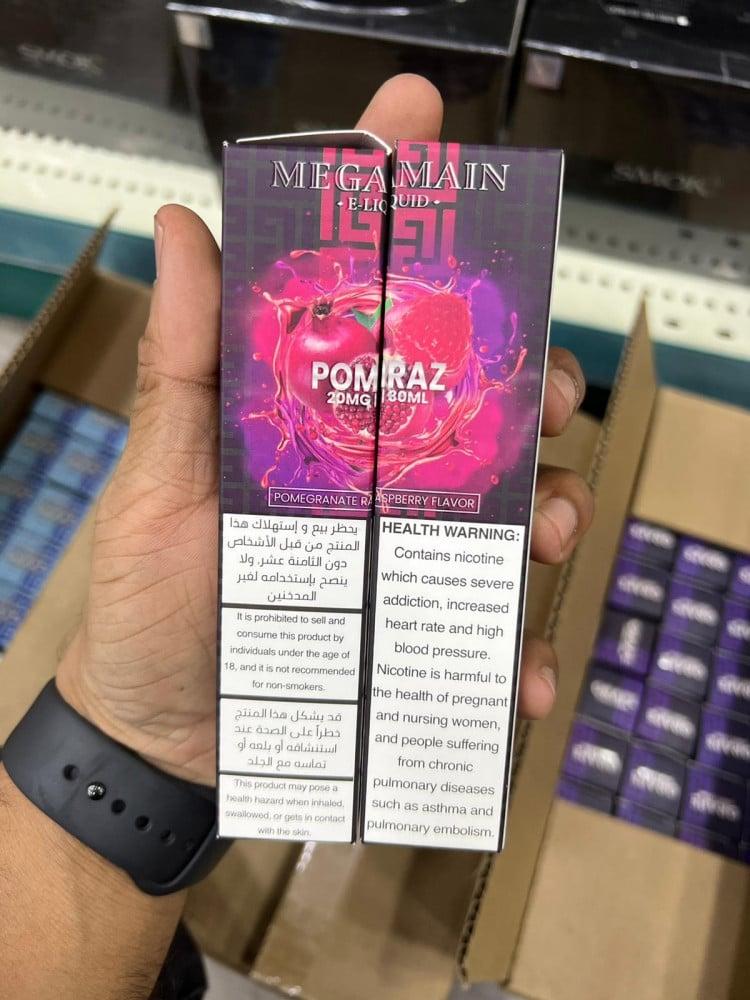 SMOK
SMOK
MEGAMAIN
- E-LIQUID -
POM RAZ
20MG 30ML
POMEGRANATE RASPBERRY FLAVOR
يحظر بيع و إستهلاك هذا
المنتج من قبل الأشخاص
دون الثامنة عشر، ولا
ينصح بإستخدامه لغير
المدخنين
It is prohibited to sell and
consume this product by
individuals under the age of
18, and it is not recommended
for non-smokers.
قد يشكل هذا المنتج
خطراً على الصحة عند
استنشاقه أو بلعه أو
تماسه مع الجلد
This product may pose a
health hazard when inhaled,
swallowed, or gets in contact
with the skin.
HEALTH WARNING:
Contains nicotine
which causes severe
addiction, increased
heart rate and high
blood pressure.
Nicotine is harmful to
the health of pregnant
and nursing women,
and people suffering
from chronic
pulmonary diseases
such as asthma and
pulmonary embolism.